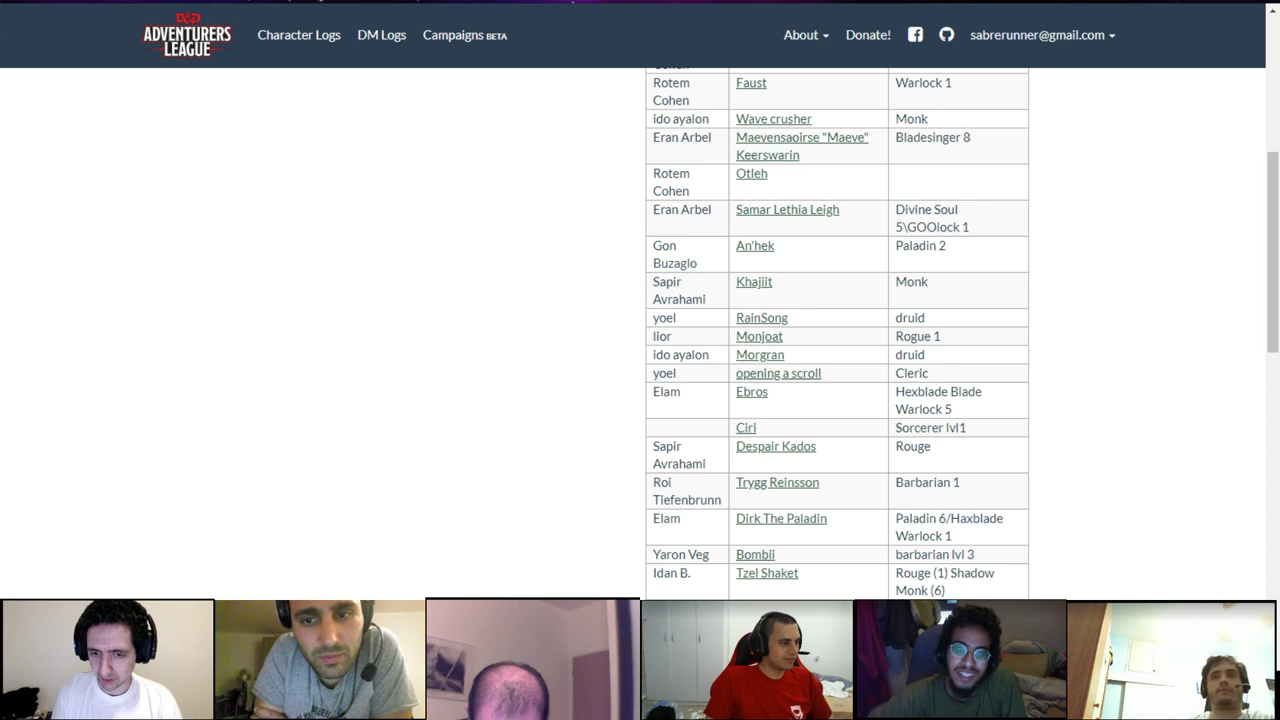 D&D
ADVENTURERS
LEAGUE
Character Logs DM Logs Campaigns BETA About Donate! sabrerunner@gmail.com
Rotem Faust Warlock 1
Cohen
ido ayalon Wave crusher Monk
Eran Arbel Maevensaoirse "Maeve" Bladesinger 8
Keerswarin
Rotem Otleh
Cohen
Eran Arbel Samar Lethia Leigh Divine Soul
5\GOOlock 1
Gon An'hek Paladin 2
Buzaglo
Sapir Khajiit Monk
Avrahami
yoel RainSong druid
lior Monjoat Rogue 1
ido ayalon Morgran druid
yoel opening a scroll Cleric
Elam Ebros Hexblade Blade
Warlock 5
Ciri Sorcerer lvl1
Sapir Despair Kados Rouge
Avrahami
Roi Trygg Reinsson Barbarian 1
Tiefenbrunn
Elam Dirk The Paladin Paladin 6/Haxblade
Warlock 1
Yaron Veg Bombii barbarian lvl 3
Idan B. Tzel Shaket Rouge (1) Shadow
Monk (6)